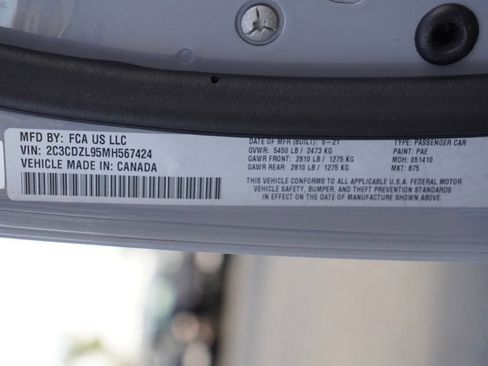 MFD BY: FCA US LLC
VIN: 2C3CDZL95MH567424
VEHICLE MADE IN: CANADA
DATE OF MFR (BUILT): 5-21
GVWR: 5450 LB / 2473 KG
GAWR FRONT: 2810 LB / 1275 KG
GAWR REAR: 2810 LB / 1275 KG
TYPE: PASSENGER CAR
PAINT: PAE
MDH: 051410
MKT: 875
THIS VEHICLE CONFORMS TO ALL APPLICABLE U.S.A. FEDERAL MOTOR
VEHICLE SAFETY, BUMPER, AND THEFT PREVENTION STANDARDS
IN EFFECT ON THE DATE OF MANUFACTURE SHOWN ABOVE.